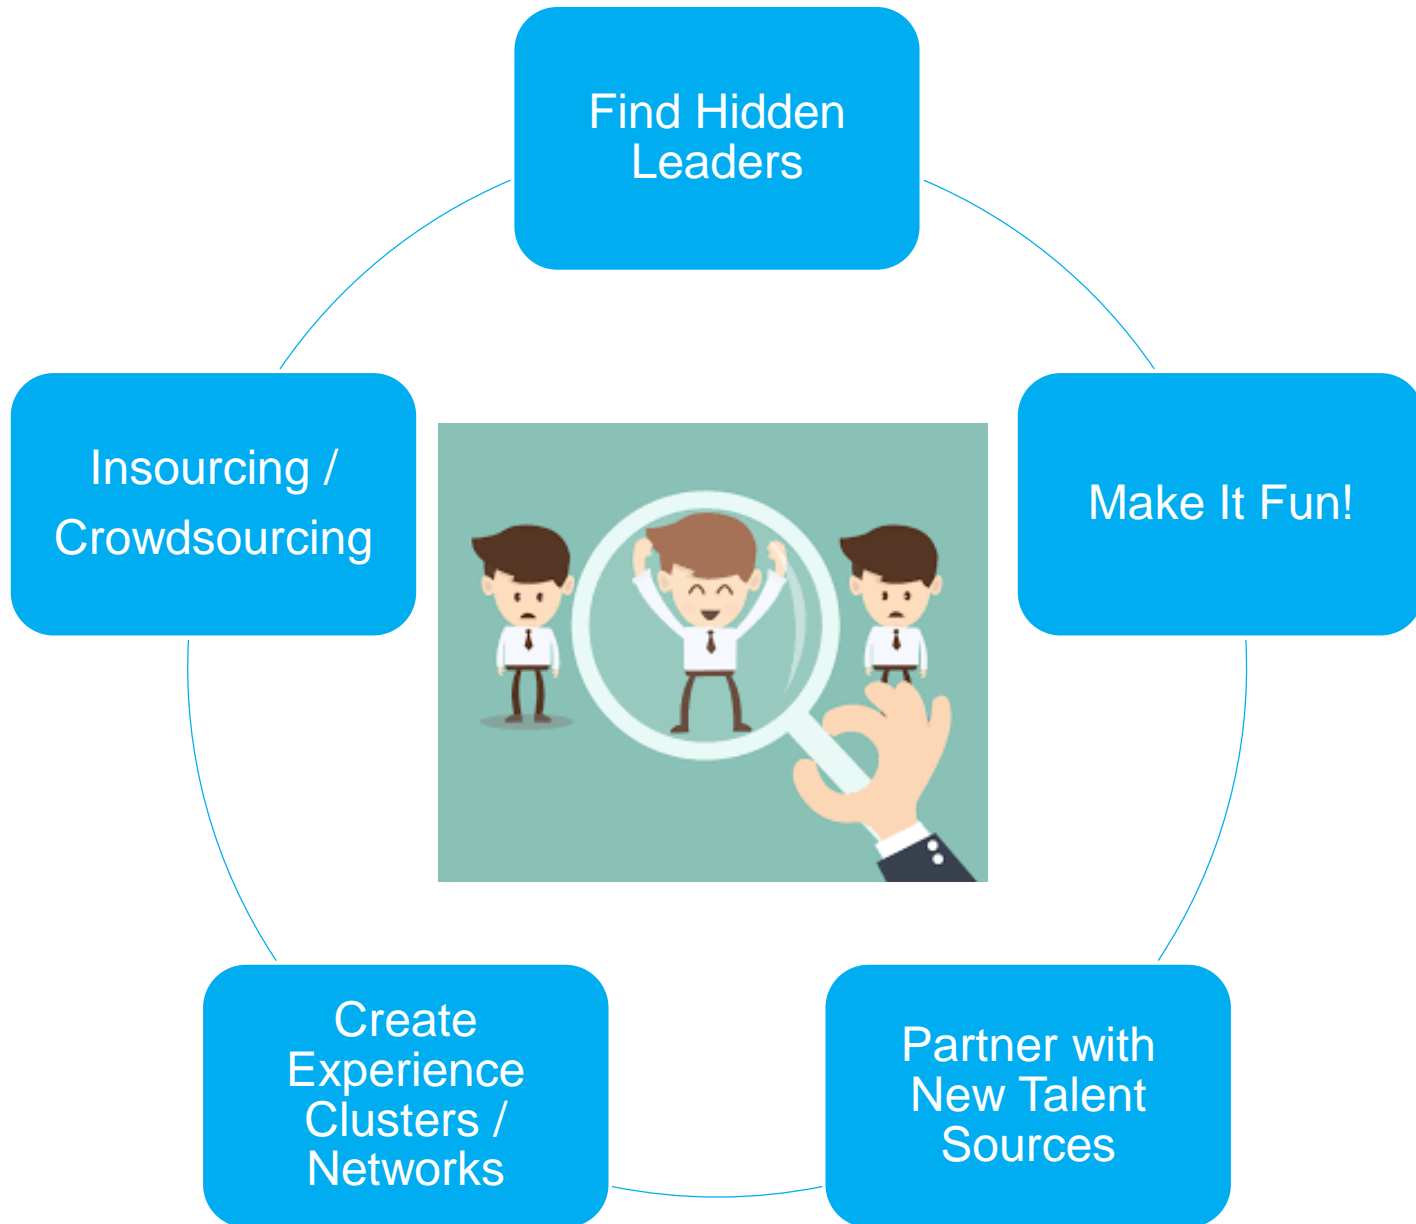 Find Hidden
Leaders
Insourcing /
Crowdsourcing
Make It Fun!
Create
Experience
Clusters /
Networks
Partner with
New Talent
Sources